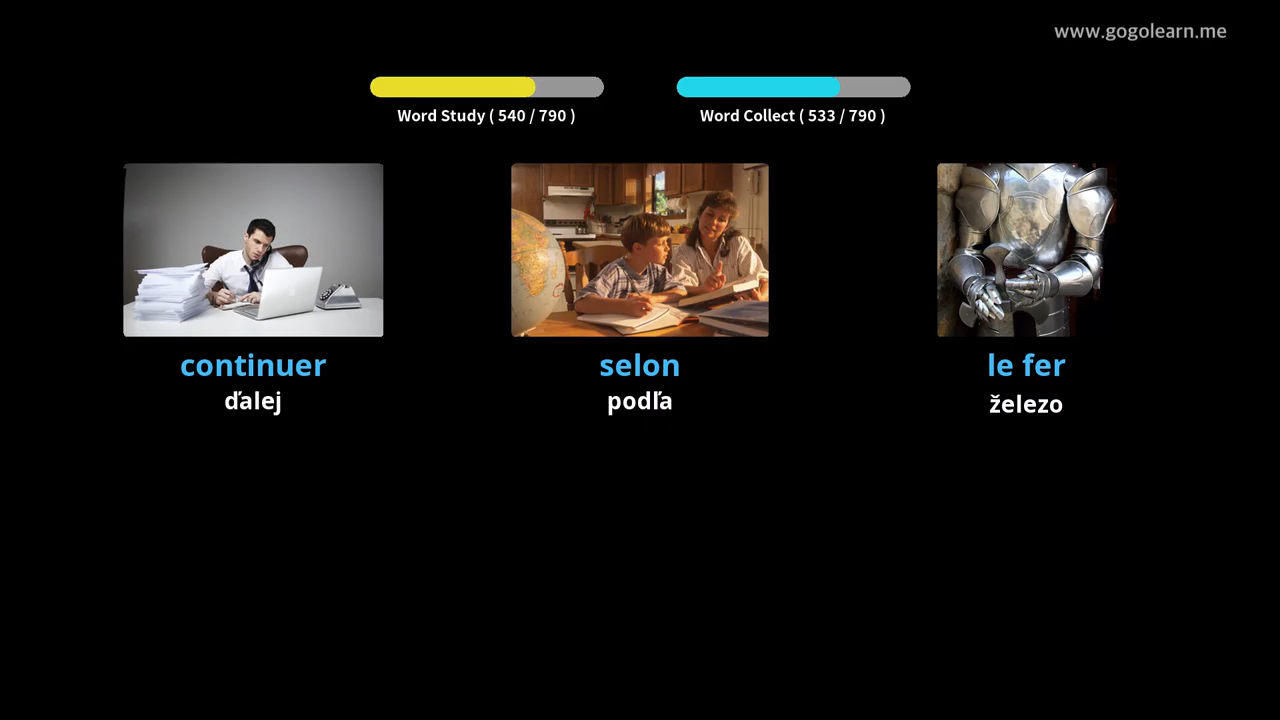 www.gogolearn.me
Word Study ( 540 / 790 )
Word Collect ( 533 / 790 )
continuer
ďalej
selon
podľa
le fer
železo